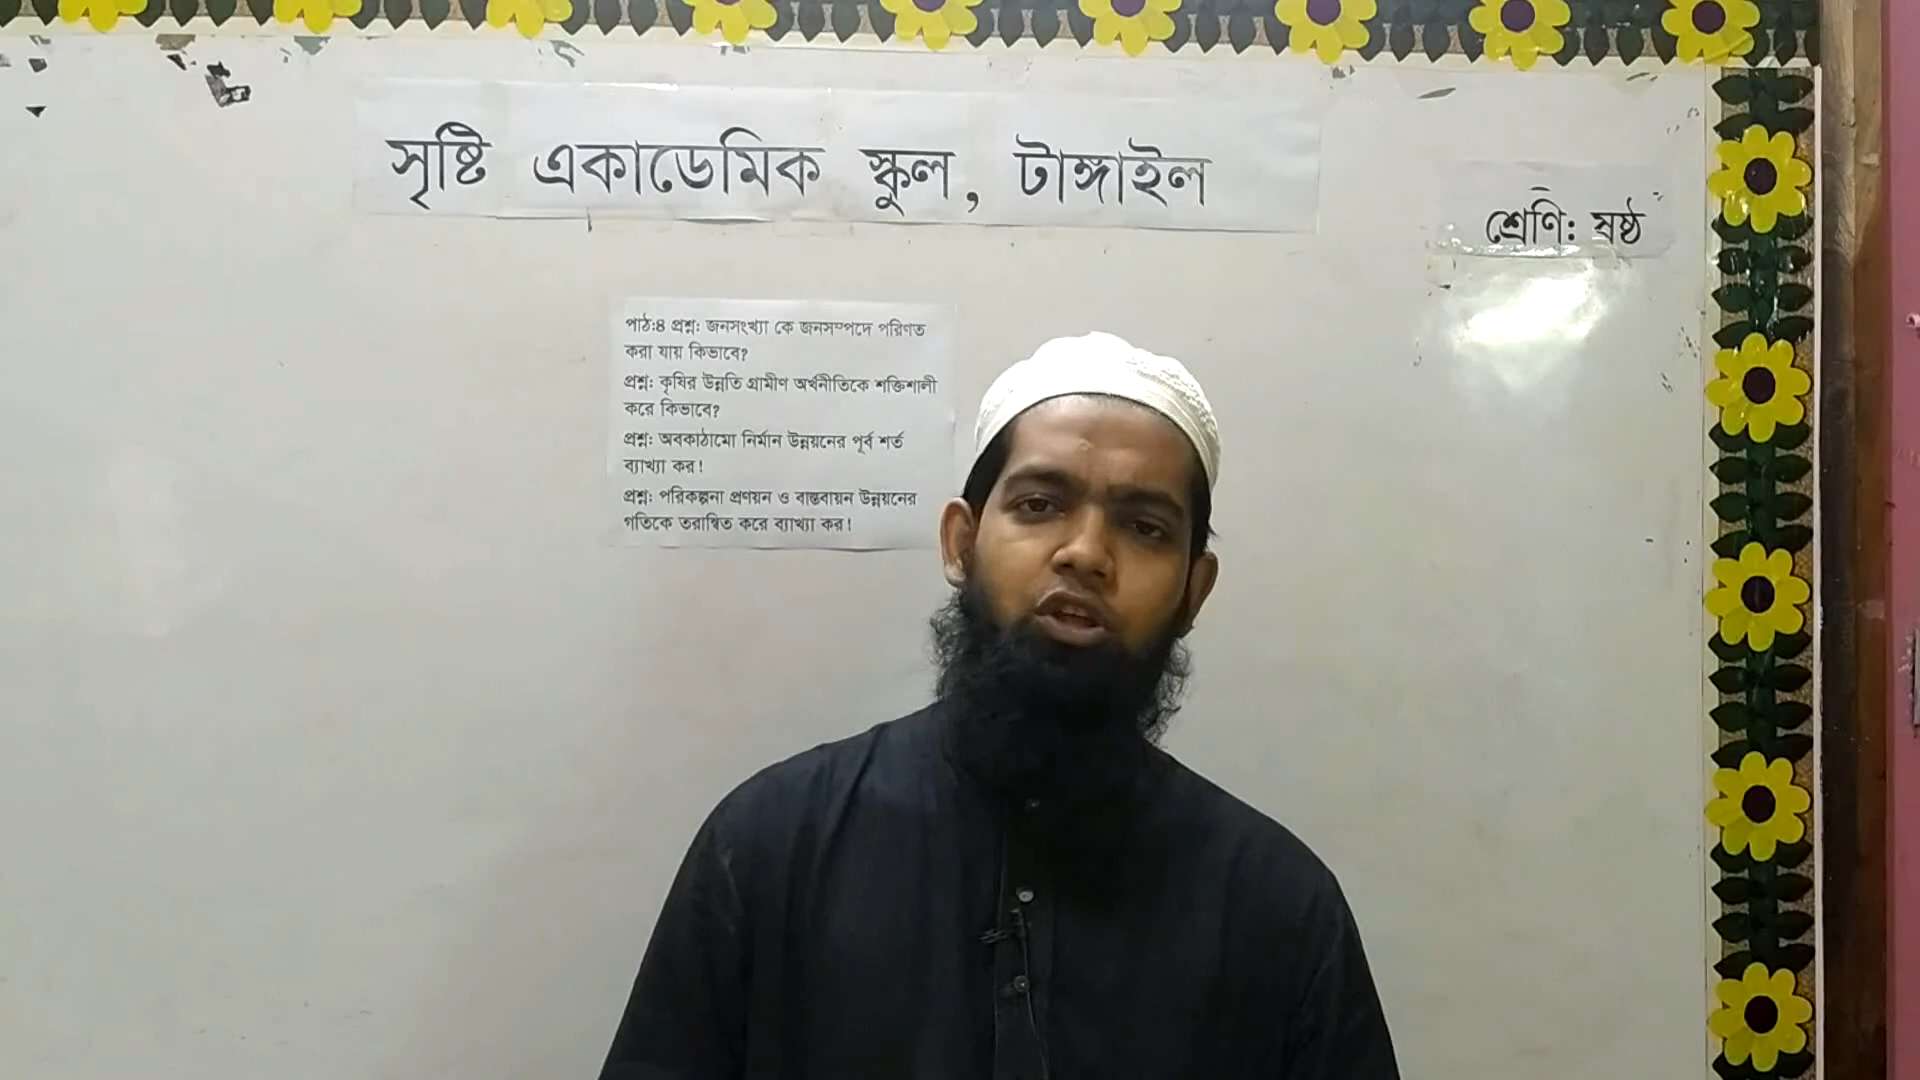 সৃষ্টি একাডেমিক স্কুল, টাঙ্গাইল
শ্রেণি: ষষ্ঠ
পাঠ:৪ প্রশ্ন: জনসংখ্যা কে জনসম্পদে পরিণত
করা যায় কিভাবে?
প্রশ্ন: কৃষির উন্নতি গ্রামীণ অর্থনীতিকে শক্তিশালী
করে কিভাবে?
প্রশ্ন: অবকাঠামো নির্মান উন্নয়নের পূর্ব শর্ত
ব্যাখ্যা কর!
প্রশ্ন: পরিকল্পনা প্রণয়ন ও বাস্তবায়ন উন্নয়নের
গতিকে তরান্বিত করে ব্যাখ্যা কর!